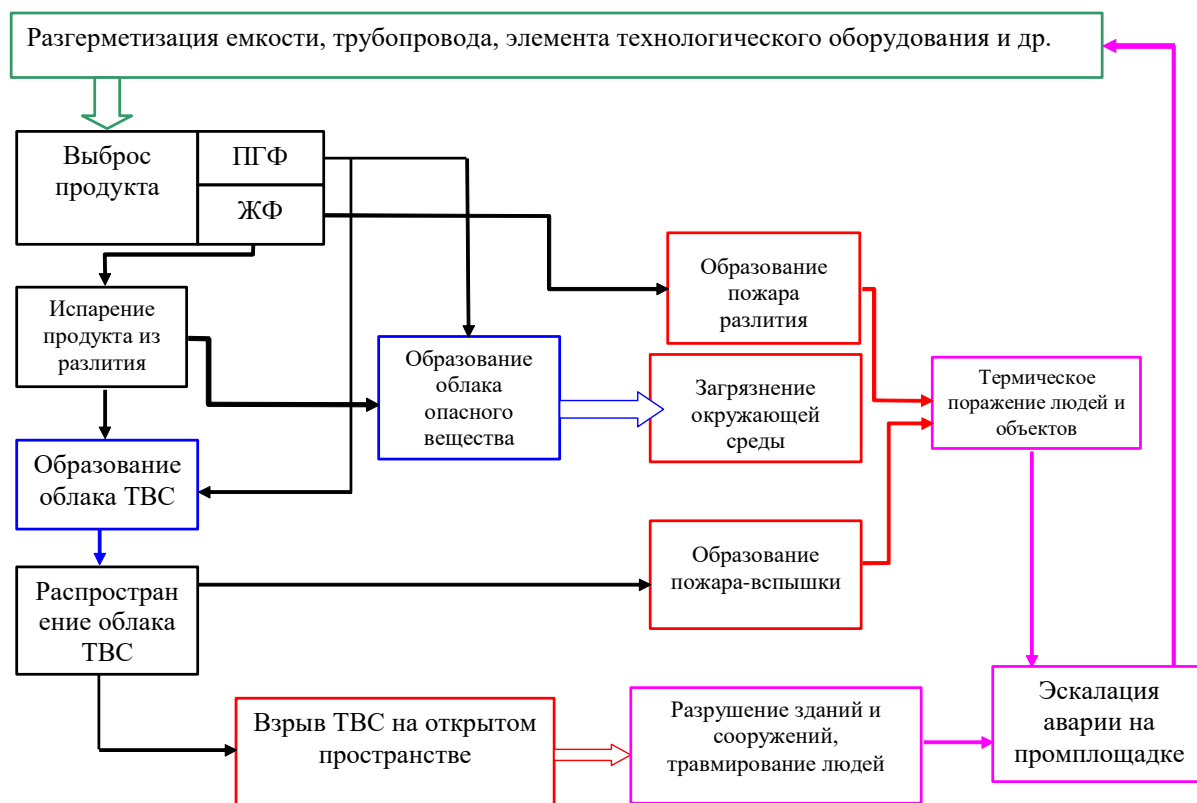 Разгерметизация емкости, трубопровода, элемента технологического оборудования и др.
Выброс
продукта
ПГФ
ЖФ
Испарение
продукта из
разлития
Образование
облака
опасного
вещества
Образование
пожара
разлития
Загрязнение
окружающей
среды
Термическое
поражение людей и
объектов
Образование
облака ТВС
Образование
пожара-вспышки
Распростран
ение облака
ТВС
Взрыв ТВС на открытом
пространстве
Разрушение зданий и
сооружений,
травмирование людей
Эскалация
аварии на
промплощадке